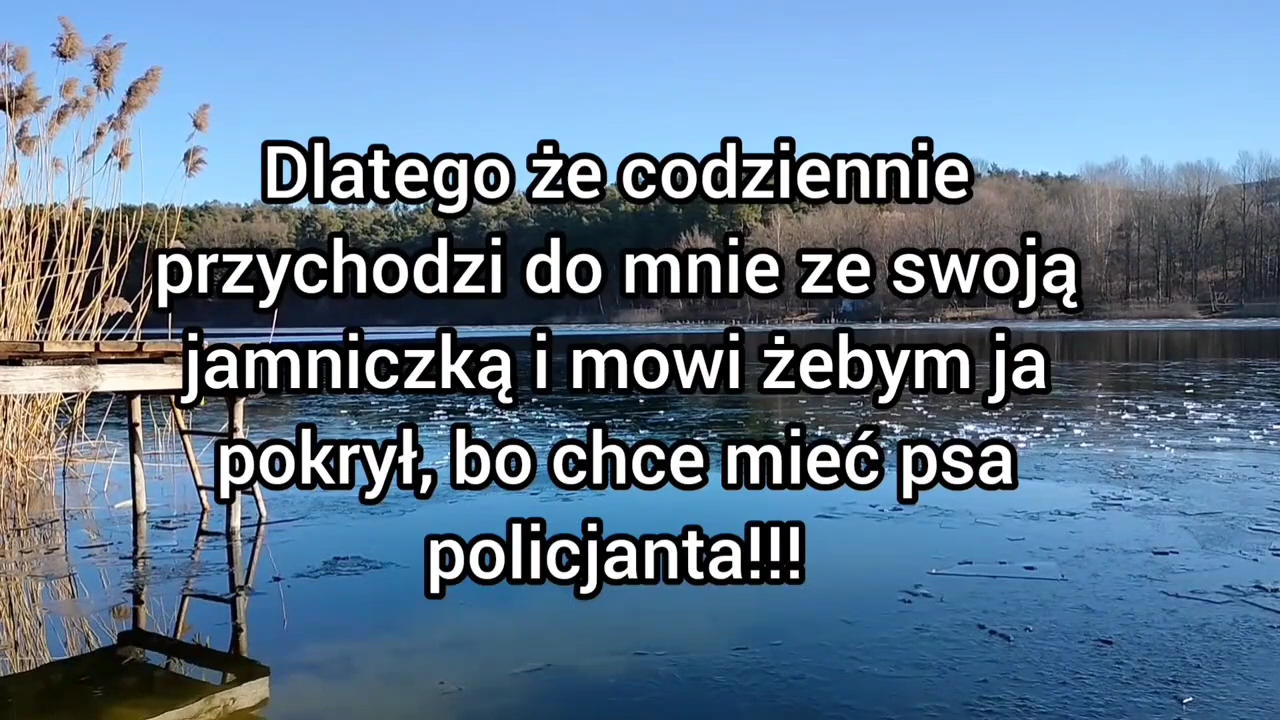 Dlatego że codziennie
przychodzi do mnie ze swoją
jamniczką i mowi żebym ja
pokrył, bo chce mieć psa
policjanta!!!